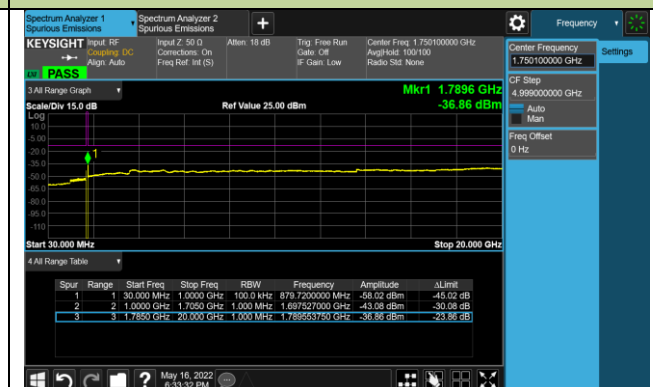 Spectrum Analyzer 1
Spurious Emissions
Spectrum Analyzer 2
Spurious Emissions
+
Frequency
KEYSIGHT
Input: RF
Coupling: DC
Align: Auto
Input Z: 50 Ω
Corrections: On
Freq Ref: Int (S)
Atten: 18 dB
Trig: Free Run
Gate: Off
IF Gain: Low
Center Freq: 1.750100000 GHz
Avg|Hold: 100/100
Radio Std: None
PASS
Center Frequency
1.750100000 GHz
Settings
CF Step
4.999000000 GHz
Auto
Man
Freq Offset
0 Hz
3 All Range Graph
Mkr1 1.7896 GHz
Scale/Div 15.0 dB
Ref Value 25.00 dBm
-36.86 dBm
Log
10.0
-5.00
-20.0
-35.0
-50.0
-65.0
-80.0
-95.0
-110
1
Start 30.000 MHz
Stop 20.000 GHz
4 All Range Table
Spur Range Start Freq Stop Freq RBW Frequency Amplitude ΔLimit
1 1 30.000 MHz 1.0000 GHz 100.0 kHz 879.7200000 MHz -58.02 dBm -45.02 dB
2 2 1.0000 GHz 1.7050 GHz 1.000 MHz 1.697527000 GHz -43.08 dBm -30.08 dB
3 3 1.7850 GHz 20.000 GHz 1.000 MHz 1.789553750 GHz -36.86 dBm -23.86 dB
?
May 16, 2022
6:33:32 PM